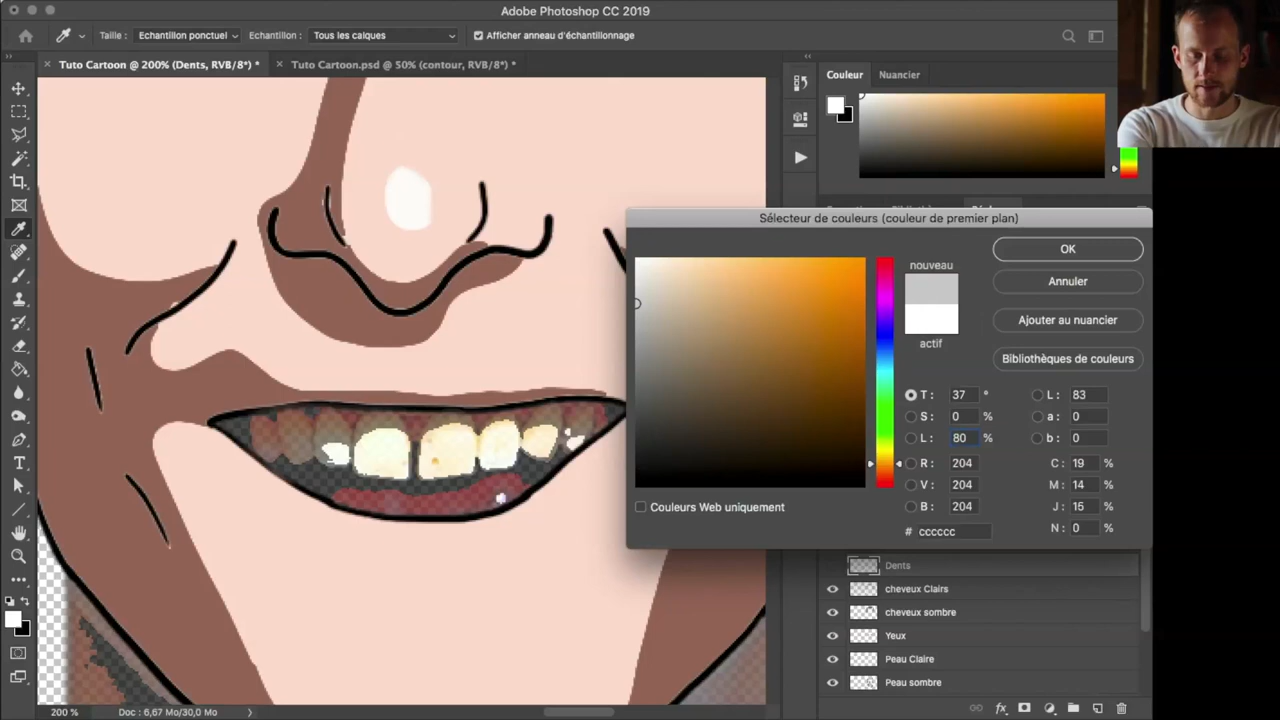 Adobe Photoshop CC 2019
Taille : Echantillon ponctuel Echantillon : Tous les calques Afficher anneau d'échantillonnage
Tuto Cartoon @ 200% (Dents, RVB/8*) * Tuto Cartoon.psd @ 50% (contour, RVB/8*) *
Couleur Nuancier
Sélecteur de couleurs (couleur de premier plan)
OK
nouveau
Annuler
Ajouter au nuancier
actif
Bibliothèques de couleurs
T : 37 ° L : 83
S : 0 % a : 0
L : 80 % b : 0
R : 204 C : 19 %
V : 204 M : 14 %
B : 204 J : 15 %
Couleurs Web uniquement
# cccccc N : 0 %
Dents
cheveux Clairs
cheveux sombre
Yeux
Peau Claire
Peau sombre
200 % Doc : 6,67 Mo/30,0 Mo